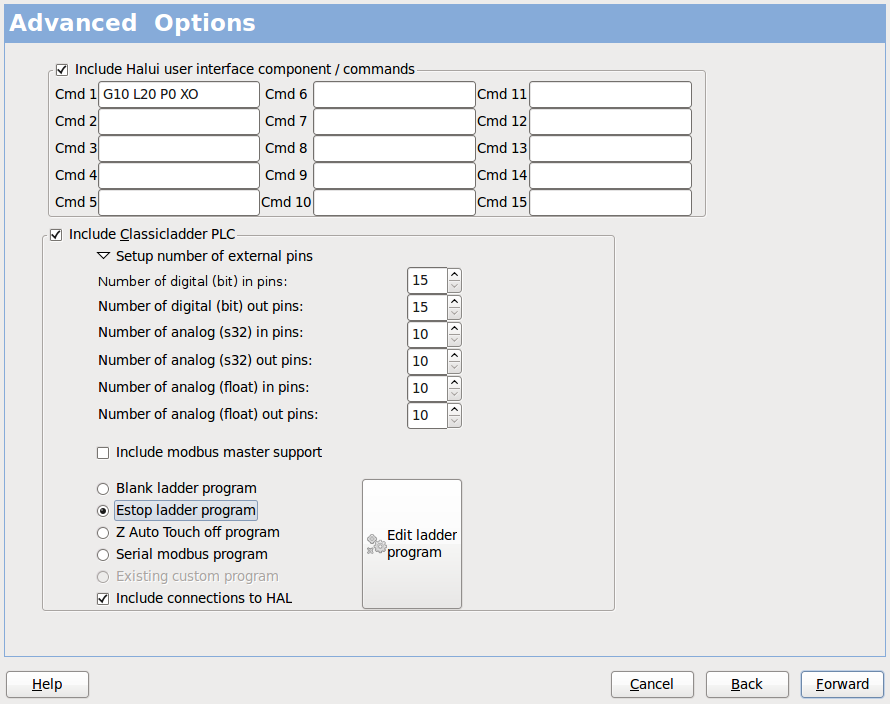 Advanced Options
Include Halui user interface component / commands
Cmd 1 G10 L20 P0 XO Cmd 6 Cmd 11
Cmd 2 Cmd 7 Cmd 12
Cmd 3 Cmd 8 Cmd 13
Cmd 4 Cmd 9 Cmd 14
Cmd 5 Cmd 10 Cmd 15
Include Classicladder PLC
Setup number of external pins
Number of digital (bit) in pins: 15
Number of digital (bit) out pins: 15
Number of analog (s32) in pins: 10
Number of analog (s32) out pins: 10
Number of analog (float) in pins: 10
Number of analog (float) out pins: 10
Include modbus master support
Blank ladder program
Estop ladder program
Z Auto Touch off program
Serial modbus program
Existing custom program
Include connections to HAL
Edit ladder
program
Help Cancel Back Forward